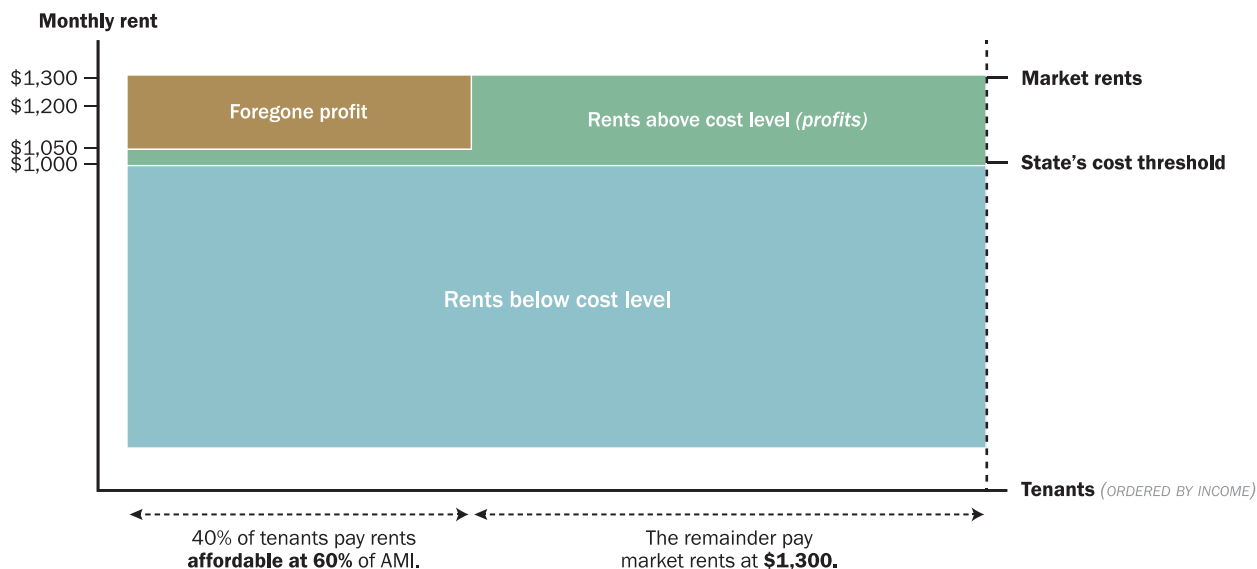 Monthly rent
$1,300
$1,200
$1,050
$1,000
Foregone profit
Rents above cost level (profits)
Rents below cost level
Market rents
State’s cost threshold
Tenants (ORDERED BY INCOME)
40% of tenants pay rents
affordable at 60% of AMI.
The remainder pay
market rents at $1,300.